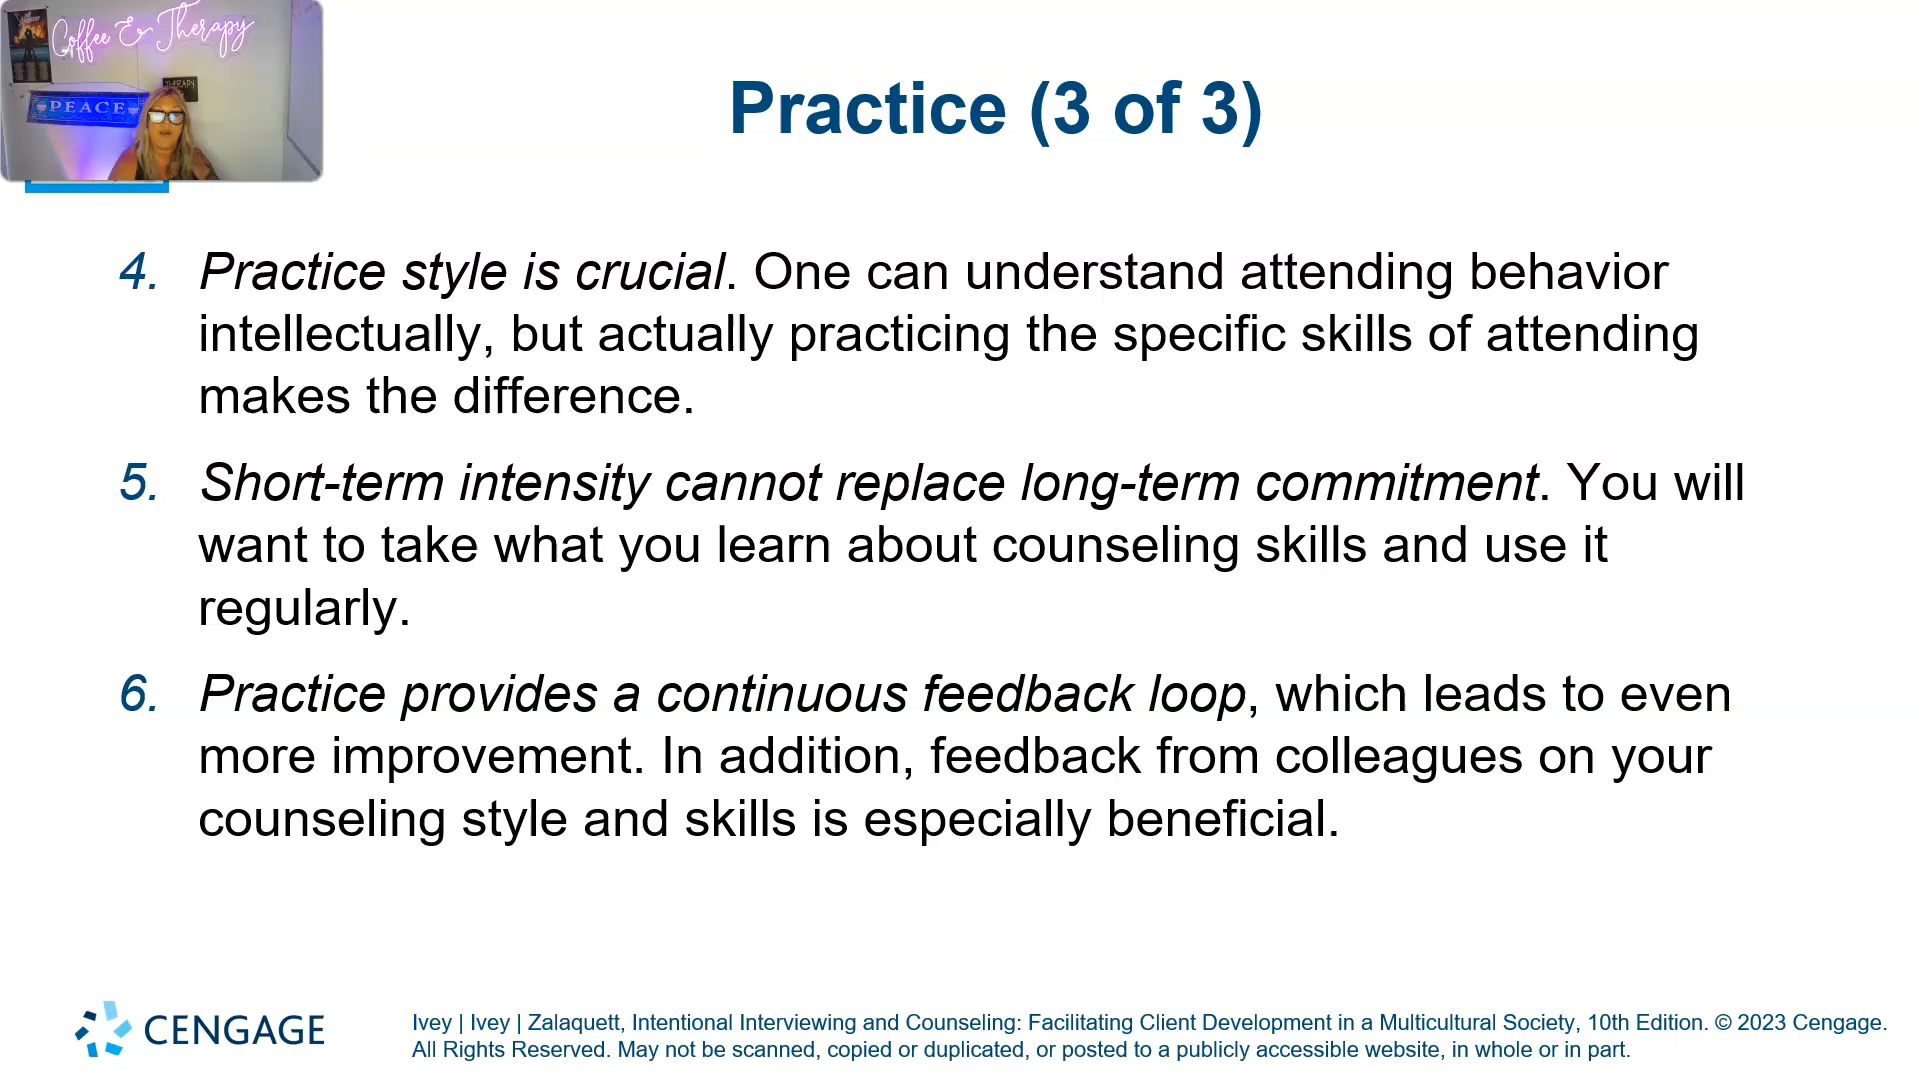 Coffee & Therapy
THERAPY
PEACE
Practice (3 of 3)
4. Practice style is crucial. One can understand attending behavior
intellectually, but actually practicing the specific skills of attending
makes the difference.
5. Short-term intensity cannot replace long-term commitment. You will
want to take what you learn about counseling skills and use it
regularly.
6. Practice provides a continuous feedback loop, which leads to even
more improvement. In addition, feedback from colleagues on your
counseling style and skills is especially beneficial.
CENGAGE
Ivey | Ivey | Zalaquett, Intentional Interviewing and Counseling: Facilitating Client Development in a Multicultural Society, 10th Edition. © 2023 Cengage.
All Rights Reserved. May not be scanned, copied or duplicated, or posted to a publicly accessible website, in whole or in part.